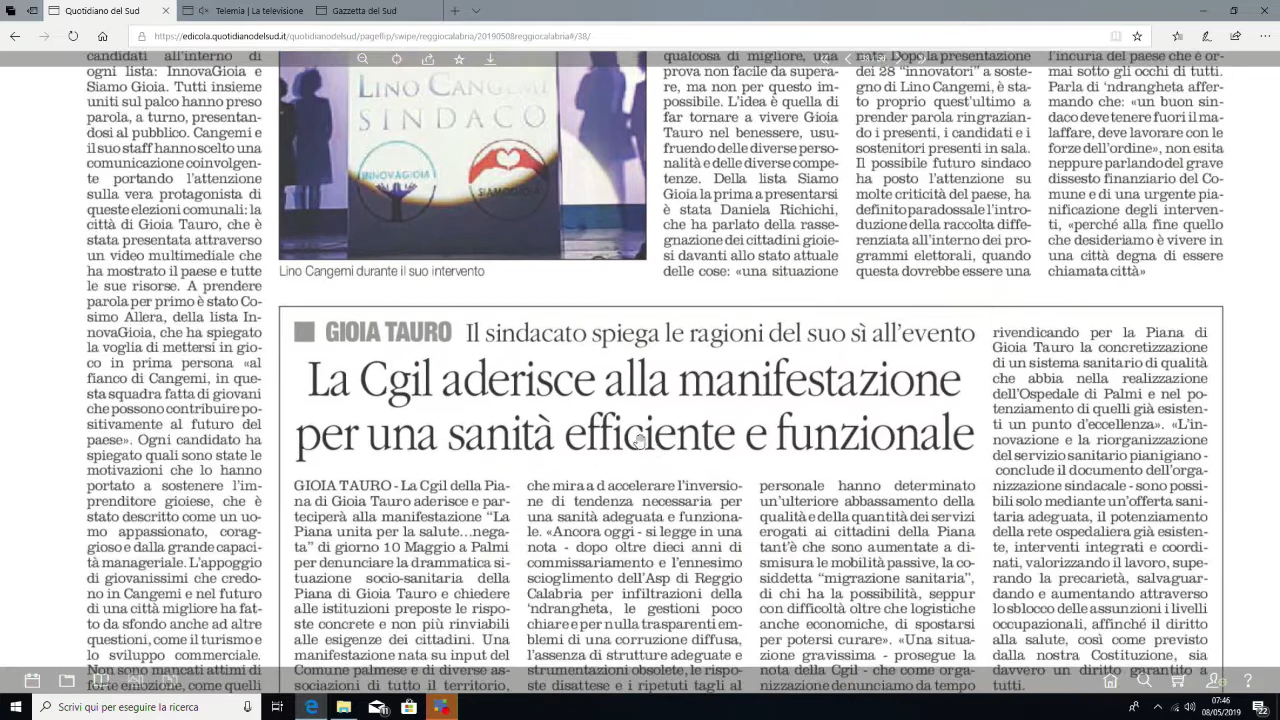 Quotidiano del Sud
Telemia | La televisione
Gazzetta del Sud
https://edicola.quotidianodelsud.it/quotidianodelsud/pageflip/swipe/reggiocalabria/20190508reggiocalabria#/38/
candidati all'interno di
ogni lista: InnovaGioia e
Siamo Gioia. Tutti insieme
uniti sul palco hanno preso
parola, a turno, presentan-
dosi al pubblico. Cangemi e
il suo staff hanno scelto una
comunicazione coinvolgen-
te portando l'attenzione
sulla vera protagonista di
queste elezioni comunali: la
città di Gioia Tauro, che è
stata presentata attraverso
un video multimediale che
ha mostrato il paese e tutte
le sue risorse. A prendere
parola per primo è stato Co-
simo Allera, della lista In-
novaGioia, che ha spiegato
la voglia di mettersi in gio-
co in prima persona «al
fianco di Cangemi, in que-
sta squadra fatta di giovani
che possono contribuire po-
sitivamente al futuro del
paese». Ogni candidato ha
spiegato quali sono state le
motivazioni che lo hanno
portato a sostenere l'im-
prenditore gioiese, che è
stato descritto come un uo-
mo appassionato, corag-
gioso e dalla grande capaci-
tà manageriale. L'appoggio
di giovanissimi che credo-
no in Cangemi e nel futuro
di una città migliore ha fat-
to da sfondo anche ad altre
questioni, come il turismo e
lo sviluppo commerciale.
Non sono mancati attimi di
forte emozione, come quelli
LINO CANGEMI
SINDACO
INNOVAGIOIA
SIAMOGIOIA
Lino Cangemi durante il suo intervento
qualcosa di migliore, una
prova non facile da supera-
re, ma non per questo im-
possibile. L'idea è quella di
far tornare a vivere Gioia
Tauro nel benessere, usu-
fruendo delle diverse perso-
nalità e delle diverse compe-
tenze. Della lista Siamo
Gioia la prima a presentarsi
è stata Daniela Richichi,
che ha parlato della rasse-
gnazione dei cittadini gioie-
si davanti allo stato attuale
delle cose: «una situazione
nata. Dopo la presentazione
dei 28 "innovatori" a soste-
gno di Lino Cangemi, è sta-
to proprio quest'ultimo a
prender parola ringrazian-
do i presenti, i candidati e i
sostenitori presenti in sala.
Il possibile futuro sindaco
ha posto l'attenzione su
molte criticità del paese, ha
definito paradossale l'intro-
duzione della raccolta diffe-
renziata all'interno dei pro-
grammi elettorali, quando
questa dovrebbe essere una
l'incuria del paese che è or-
mai sotto gli occhi di tutti.
Parla di 'ndrangheta affer-
mando che: «un buon sin-
daco deve tenere fuori il ma-
laffare, deve lavorare con le
forze dell'ordine», non esita
neppure parlando del grave
dissesto finanziario del Co-
mune e di una urgente pia-
nificazione degli interven-
ti, «perché alla fine quello
che desideriamo è vivere in
una città degna di essere
chiamata città»
GIOIA TAURO Il sindacato spiega le ragioni del suo sì all'evento
La Cgil aderisce alla manifestazione
per una sanità efficiente e funzionale
GIOIA TAURO - La Cgil della Pia-
na di Gioia Tauro aderisce e par-
teciperà alla manifestazione "La
Piana unita per la salute...nega-
ta" di giorno 10 Maggio a Palmi
per denunciare la drammatica si-
tuazione socio-sanitaria della
Piana di Gioia Tauro e chiedere
alle istituzioni preposte le rispo-
ste concrete e non più rinviabili
alle esigenze dei cittadini. Una
manifestazione nata su input del
Comune palmese e di diverse as-
sociazioni di tutto il territorio,
che mira a d accelerare l'inversio-
ne di tendenza necessaria per
una sanità adeguata e funziona-
le. «Ancora oggi - si legge in una
nota - dopo oltre dieci anni di
commissariamento e l'ennesimo
scioglimento dell'Asp di Reggio
Calabria per infiltrazioni della
'ndrangheta, le gestioni poco
chiare e per nulla trasparenti em-
blemi di una corruzione diffusa,
l'assenza di strutture adeguate e
strumentazioni obsolete, le rispo-
ste disattese e i ripetuti tagli al
personale hanno determinato
un'ulteriore abbassamento della
qualità e della quantità dei servizi
erogati ai cittadini della Piana
tant'è che sono aumentate a di-
smisura le mobilità passive, la co-
siddetta "migrazione sanitaria",
di chi ha la possibilità, seppur
con difficoltà oltre che logistiche
anche economiche, di spostarsi
per potersi curare». «Una situa-
zione gravissima - prosegue la
nota della Cgil - che come orga-
nizzazione denunciamo da tempo
rivendicando per la Piana di
Gioia Tauro la concretizzazione
di un sistema sanitario di qualità
che abbia nella realizzazione
dell'Ospedale di Palmi e nel po-
tenziamento di quelli già esisten-
ti un punto d'eccellenza». «L'in-
novazione e la riorganizzazione
del servizio sanitario pianigiano -
conclude il documento dell'orga-
nizzazione sindacale - sono possi-
bili solo mediante un'offerta sani-
taria adeguata, il potenziamento
della rete ospedaliera già esisten-
te, interventi integrati e coordi-
nati, valorizzando il lavoro, supe-
rando la precarietà, salvaguar-
dando e aumentando attraverso
lo sblocco delle assunzioni i livelli
occupazionali, affinché il diritto
alla salute, così come previsto
dalla nostra Costituzione, sia
davvero un diritto garantito a
tutti.
Scrivi qui per eseguire la ricerca
07:46
08/05/2019